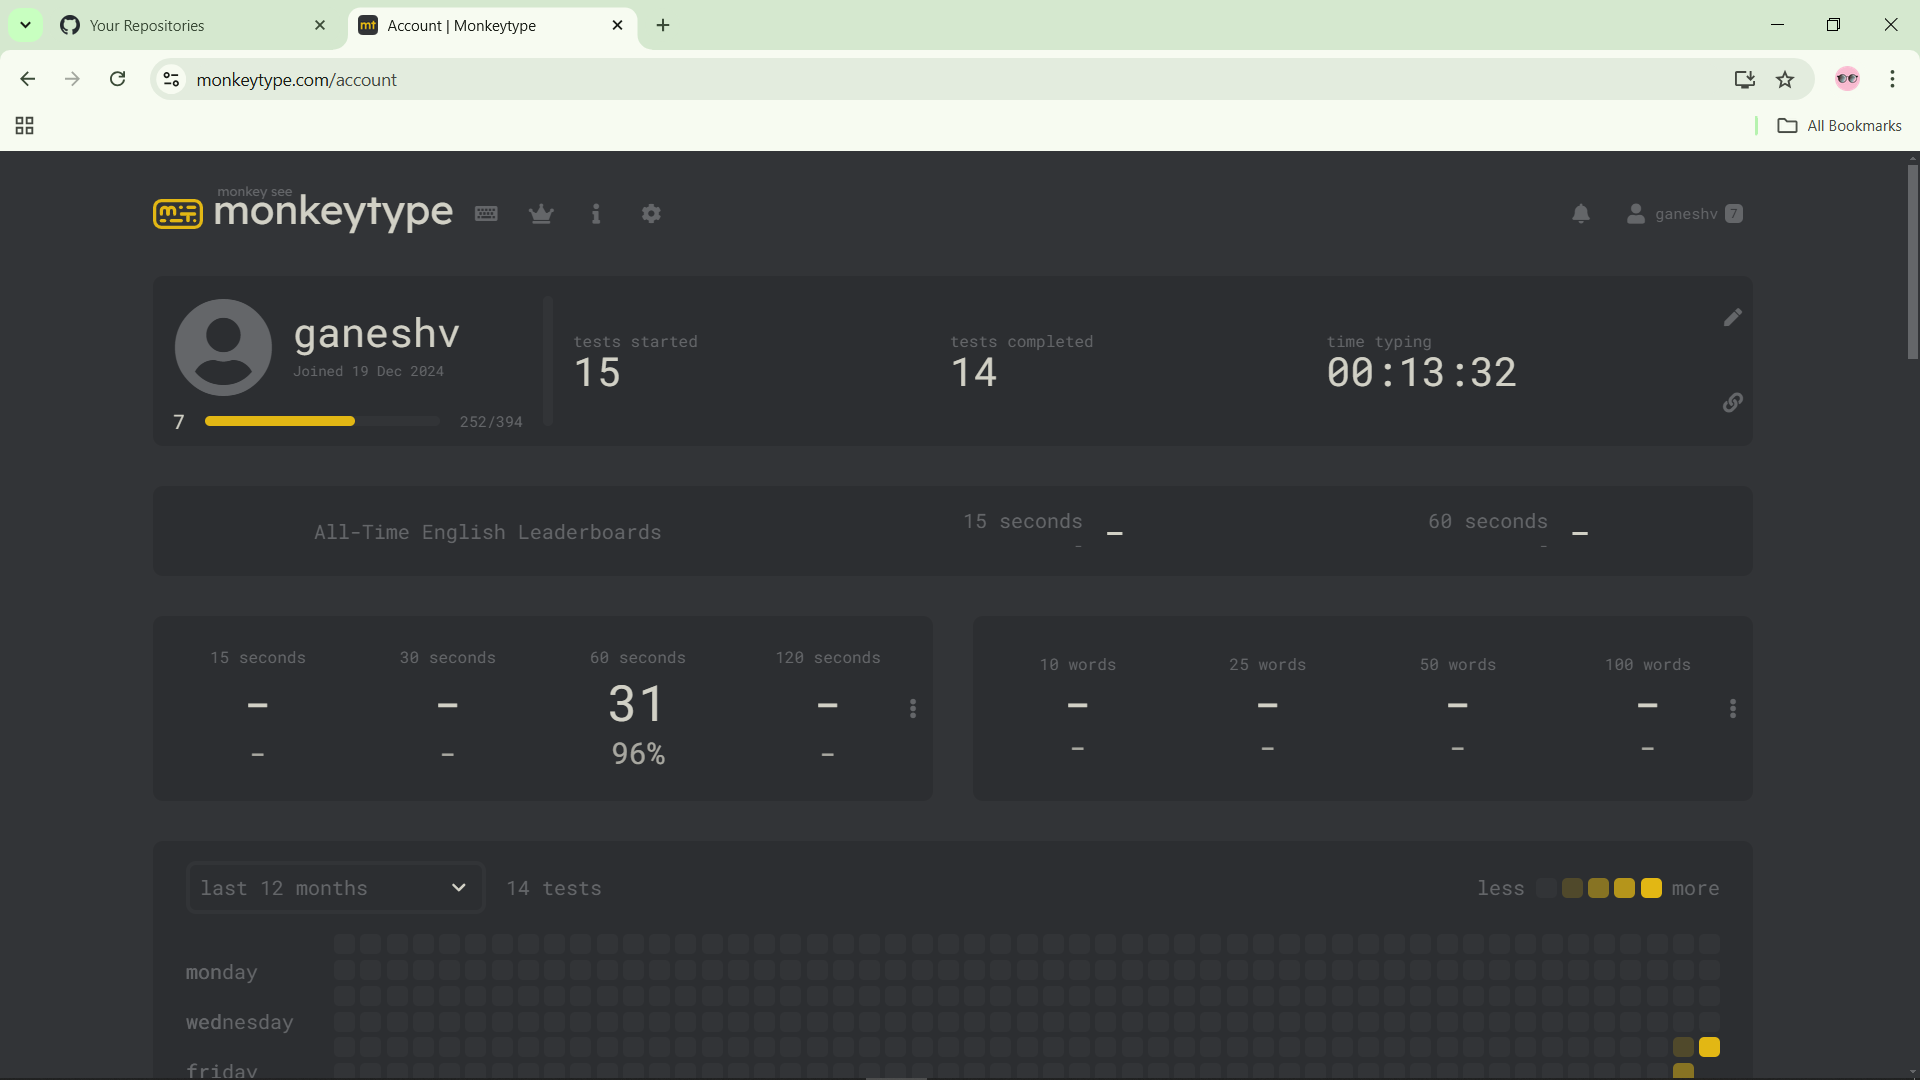 Your Repositories
mt
Account | Monkeytype
monkeytype.com/account
All Bookmarks
monkey see
monkeytype
ganeshv 7
ganeshv
Joined 19 Dec 2024
7
252/394
tests started
15
tests completed
14
time typing
00:13:32
All-Time English Leaderboards
15 seconds –
-
60 seconds –
-
15 seconds
–
-
30 seconds
–
-
60 seconds
31
96%
120 seconds
–
-
10 words
–
-
25 words
–
-
50 words
–
-
100 words
–
-
last 12 months
14 tests
less more
monday
wednesday
friday